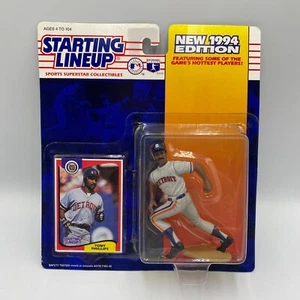 AGES 4 TO 104
STARTING
LINEUP
SPORTS SUPERSTAR COLLECTIBLES
NEW 1994
EDITION
FEATURING SOME OF THE
GAME'S HOTTEST PLAYERS!
DETROIT
DETROIT
TONY
PHILLIPS